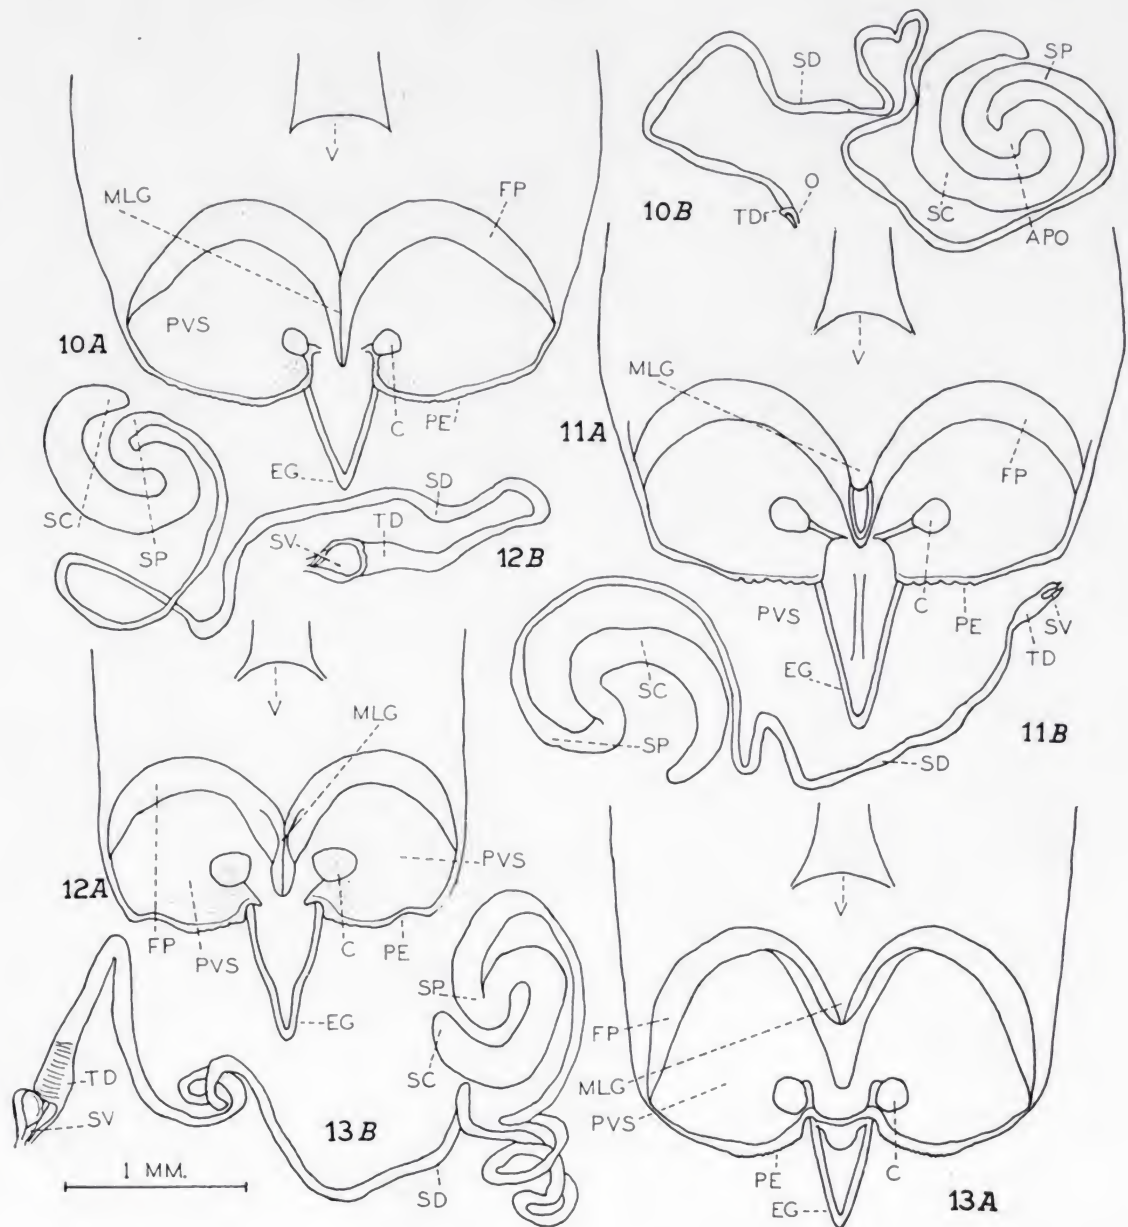 SD
SP
O
10B
TD
SC
APO
MLG
FP
PVS
10A
C
PE
EG
SC
SP
SD
TD
SV
12B
MLG
11A
FP
C
PVS
PE
SV
TD
EG
SC
SP
11B
SD
MLG
PVS
12A
FP
PVS
C
PE
EG
SP
SC
TD
SV
13B
SD
1 MM.
FP
MLG
PVS
PE
C
EG
13A